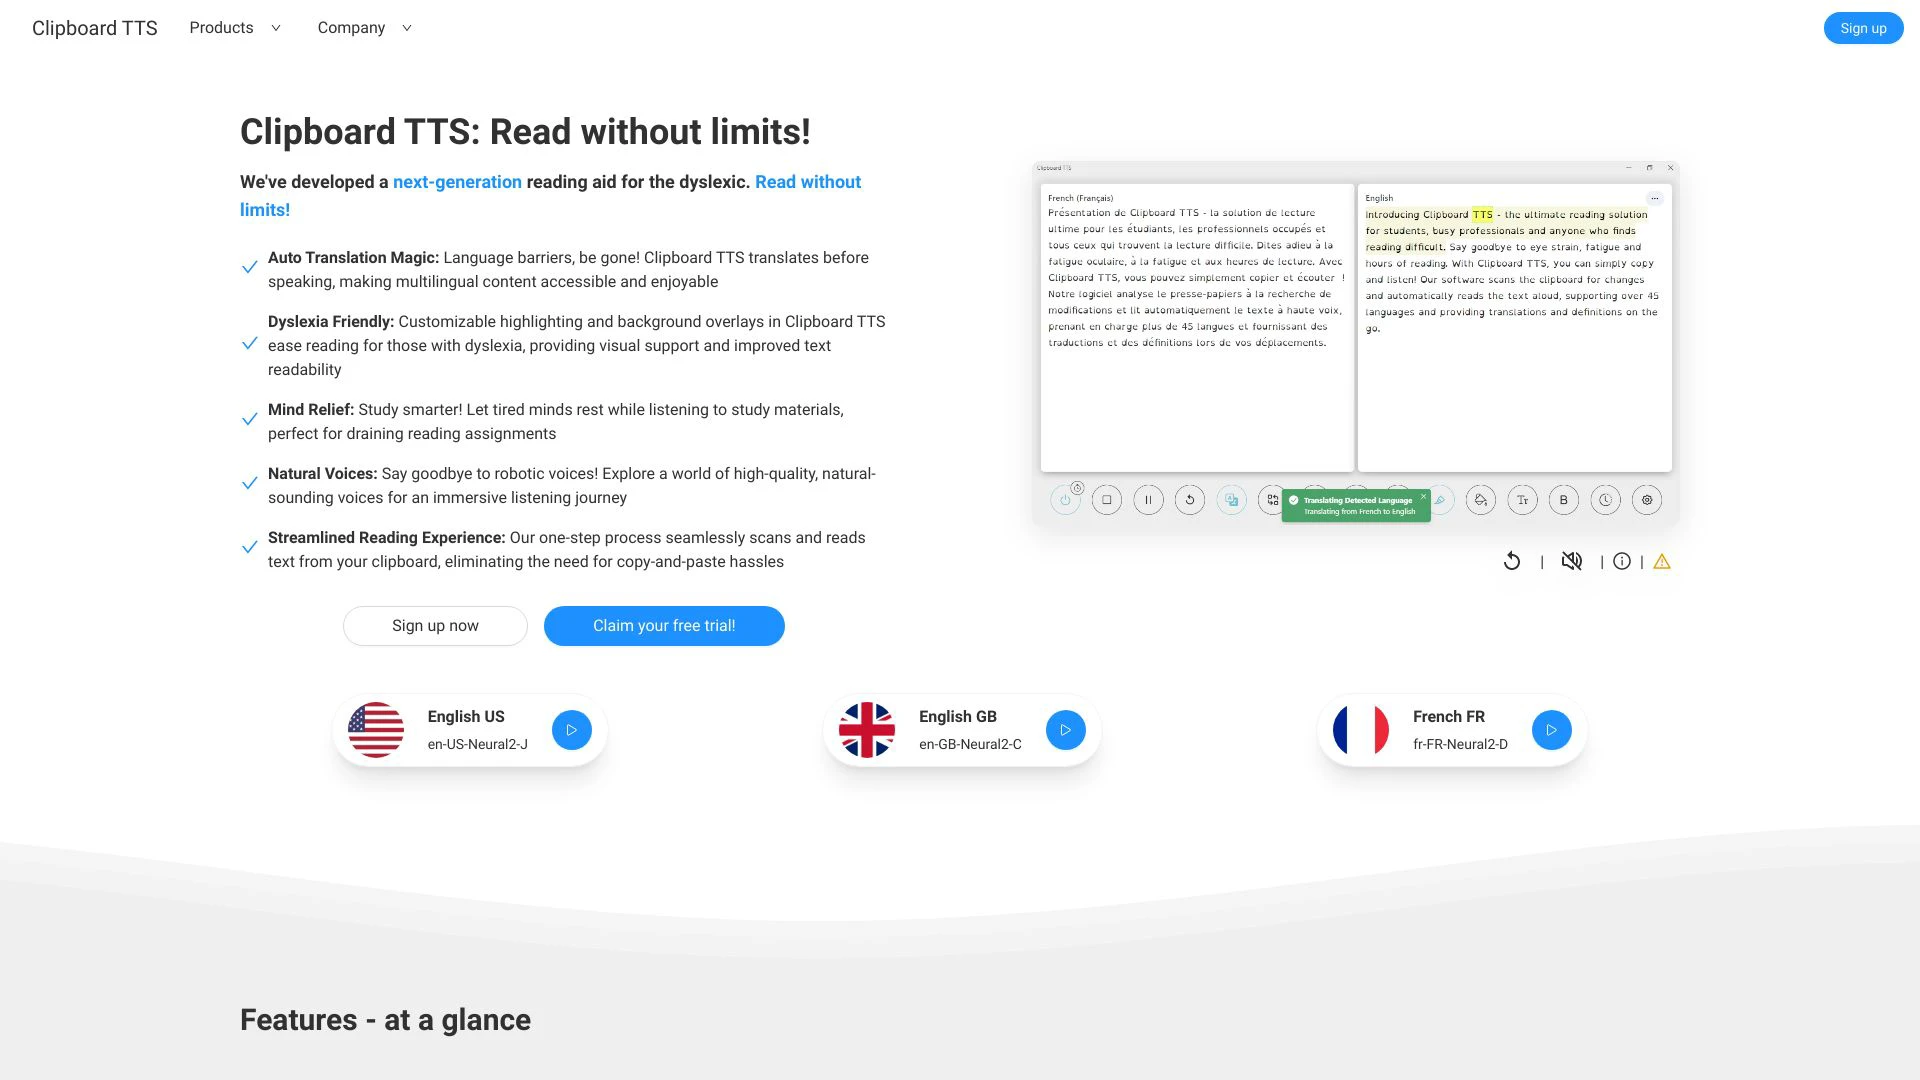 Clipboard TTS
Products
Company
Sign up
Clipboard TTS: Read without limits!
We've developed a next-generation reading aid for the dyslexic. Read without
limits!
Auto Translation Magic: Language barriers, be gone! Clipboard TTS translates before
speaking, making multilingual content accessible and enjoyable
Dyslexia Friendly: Customizable highlighting and background overlays in Clipboard TTS
ease reading for those with dyslexia, providing visual support and improved text
readability
Mind Relief: Study smarter! Let tired minds rest while listening to study materials,
perfect for draining reading assignments
Natural Voices: Say goodbye to robotic voices! Explore a world of high-quality, natural-
sounding voices for an immersive listening journey
Streamlined Reading Experience: Our one-step process seamlessly scans and reads
text from your clipboard, eliminating the need for copy-and-paste hassles
Sign up now
Claim your free trial!
Clipboard TTS
French (Français)
Présentation de Clipboard TTS - la solution de lecture
ultime pour les étudiants, les professionnels occupés et
tous ceux qui trouvent la lecture difficile. Dites adieu à la
fatigue oculaire, à la fatigue et aux heures de lecture. Avec
Clipboard TTS, vous pouvez simplement copier et écouter !
Notre logiciel analyse le presse-papiers à la recherche de
modifications et lit automatiquement le texte à haute voix,
prenant en charge plus de 45 langues et fournissant des
traductions et des définitions lors de vos déplacements.
English
Introducing Clipboard TTS - the ultimate reading solution
for students, busy professionals and anyone who finds
reading difficult. Say goodbye to eye strain, fatigue and
hours of reading. With Clipboard TTS, you can simply copy
and listen! Our software scans the clipboard for changes
and automatically reads the text aloud, supporting over 45
languages and providing translations and definitions on the
go.
Translating Detected Language
Translating from French to English
Tт
B
English US
en-US-Neural2-J
English GB
en-GB-Neural2-C
French FR
fr-FR-Neural2-D
Features - at a glance